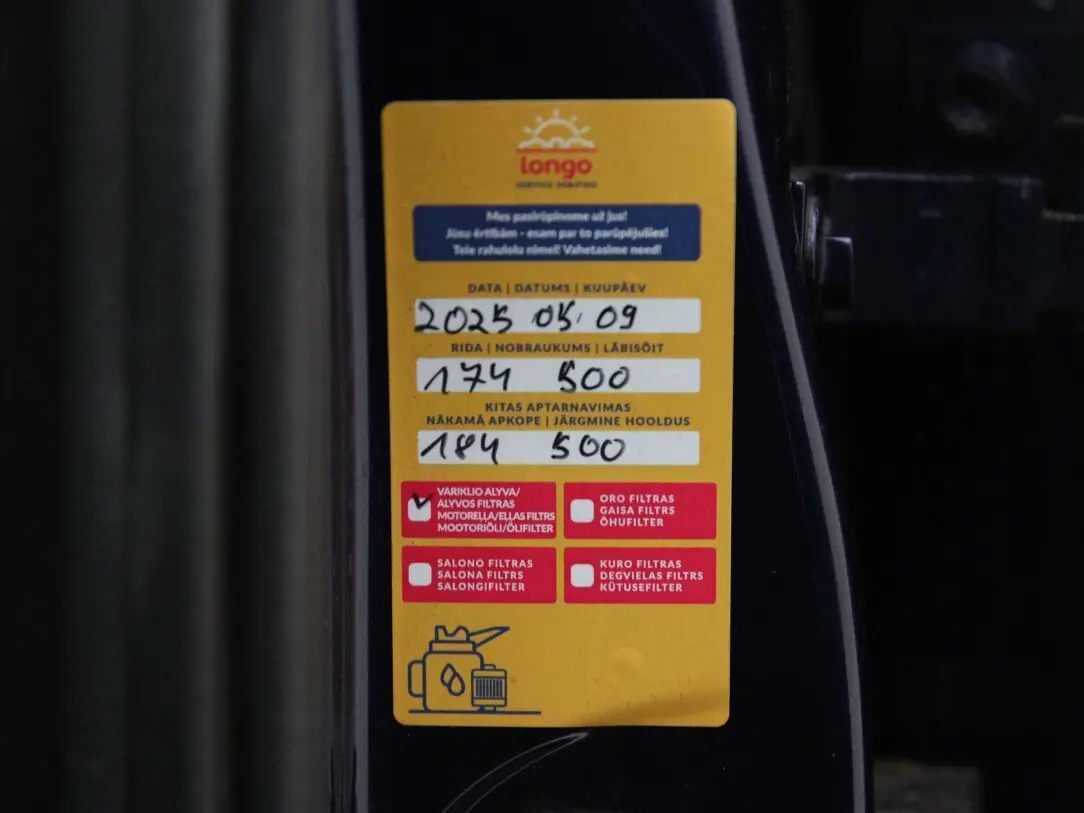 longo
Mes pasirūpinome už jus!
Jūsu ērtībām - esam par to parūpējušies!
Teie rahulolu nimel! Vahetasime need!
DATA | DATUMS | KUUPÄEV
2025 05. 09
RIDA | NOBRAUKUMS | LÄBISÕIT
174 500
KITAS APTARNAVIMAS
NĀKAMĀ APKOPE | JÄRGMINE HOOLDUS
184 500
VARIKLIO ALYVA/
ALYVOS FILTRAS
MOTOREĻĻA/EĻĻAS FILTRS
MOOTORIÕLI/ÕLIFILTER
ORO FILTRAS
GAISA FILTRS
ÕHUFILTER
SALONO FILTRAS
SALONA FILTRS
SALONGIFILTER
KURO FILTRAS
DEGVIELAS FILTRS
KÜTUSEFILTER